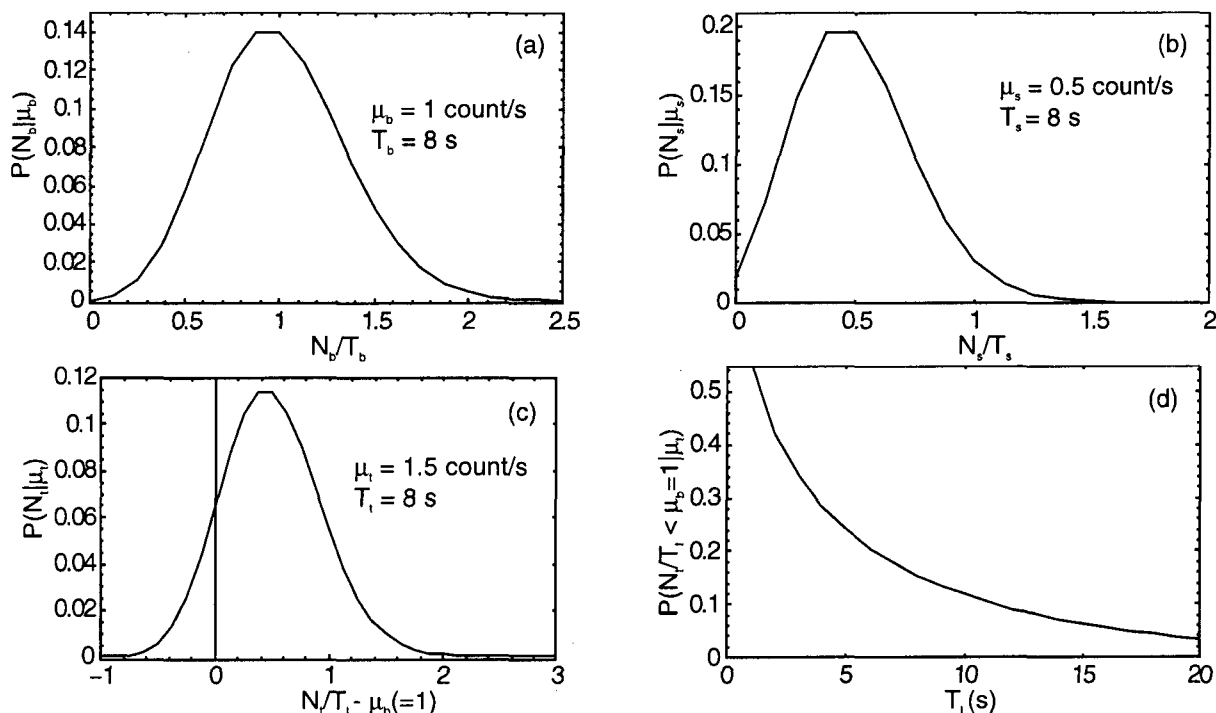 (a)
P(N_b|μ_b)
0.14
0.12
0.1
0.08
0.06
0.04
0.02
0
μ_b = 1 count/s
T_b = 8 s
0 0.5 1 1.5 2 2.5
N_b/T_b
(b)
P(N_s|μ_s)
0.2
0.15
0.1
0.05
0
μ_s = 0.5 count/s
T_s = 8 s
0 0.5 1 1.5 2
N_s/T_s
(c)
P(N_t|μ_t)
0.12
0.1
0.08
0.06
0.04
0.02
0
μ_t = 1.5 count/s
T_t = 8 s
-1 0 1 2 3
N_t/T_t - μ_b(=1)
(d)
P(N_t/T_t < μ_b=1|μ_t)
0.5
0.4
0.3
0.2
0.1
0
0 5 10 15 20
T_t(s)